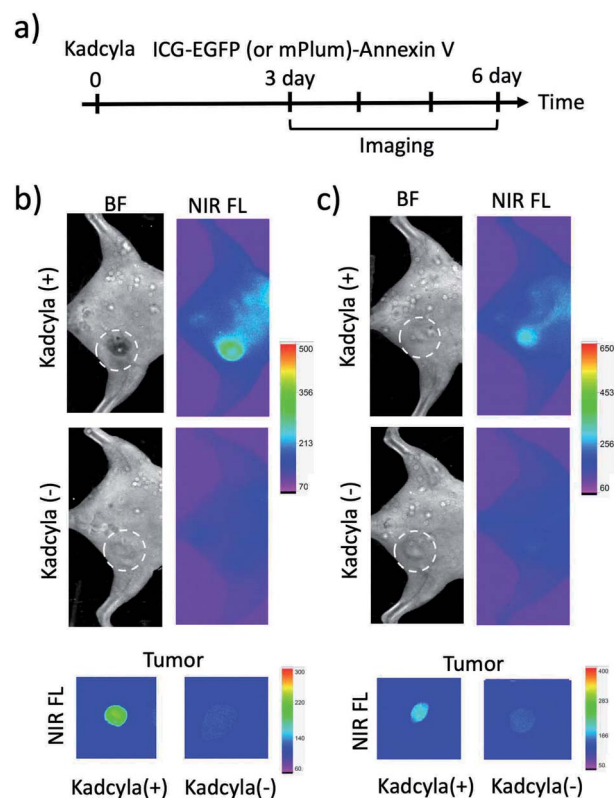 a)
Kadcyla ICG-EGFP (or mPlum)-Annexin V
0 3 day 6 day
Time
Imaging
b)
BF NIR FL
Kadcyla (+)
500
356
213
70
Kadcyla (-)
Tumor
NIR FL
300
220
140
60
Kadcyla(+) Kadcyla(-)
c)
BF NIR FL
Kadcyla (+)
650
450
256
60
Kadcyla (-)
Tumor
NIR FL
400
283
166
50
Kadcyla(+) Kadcyla(-)